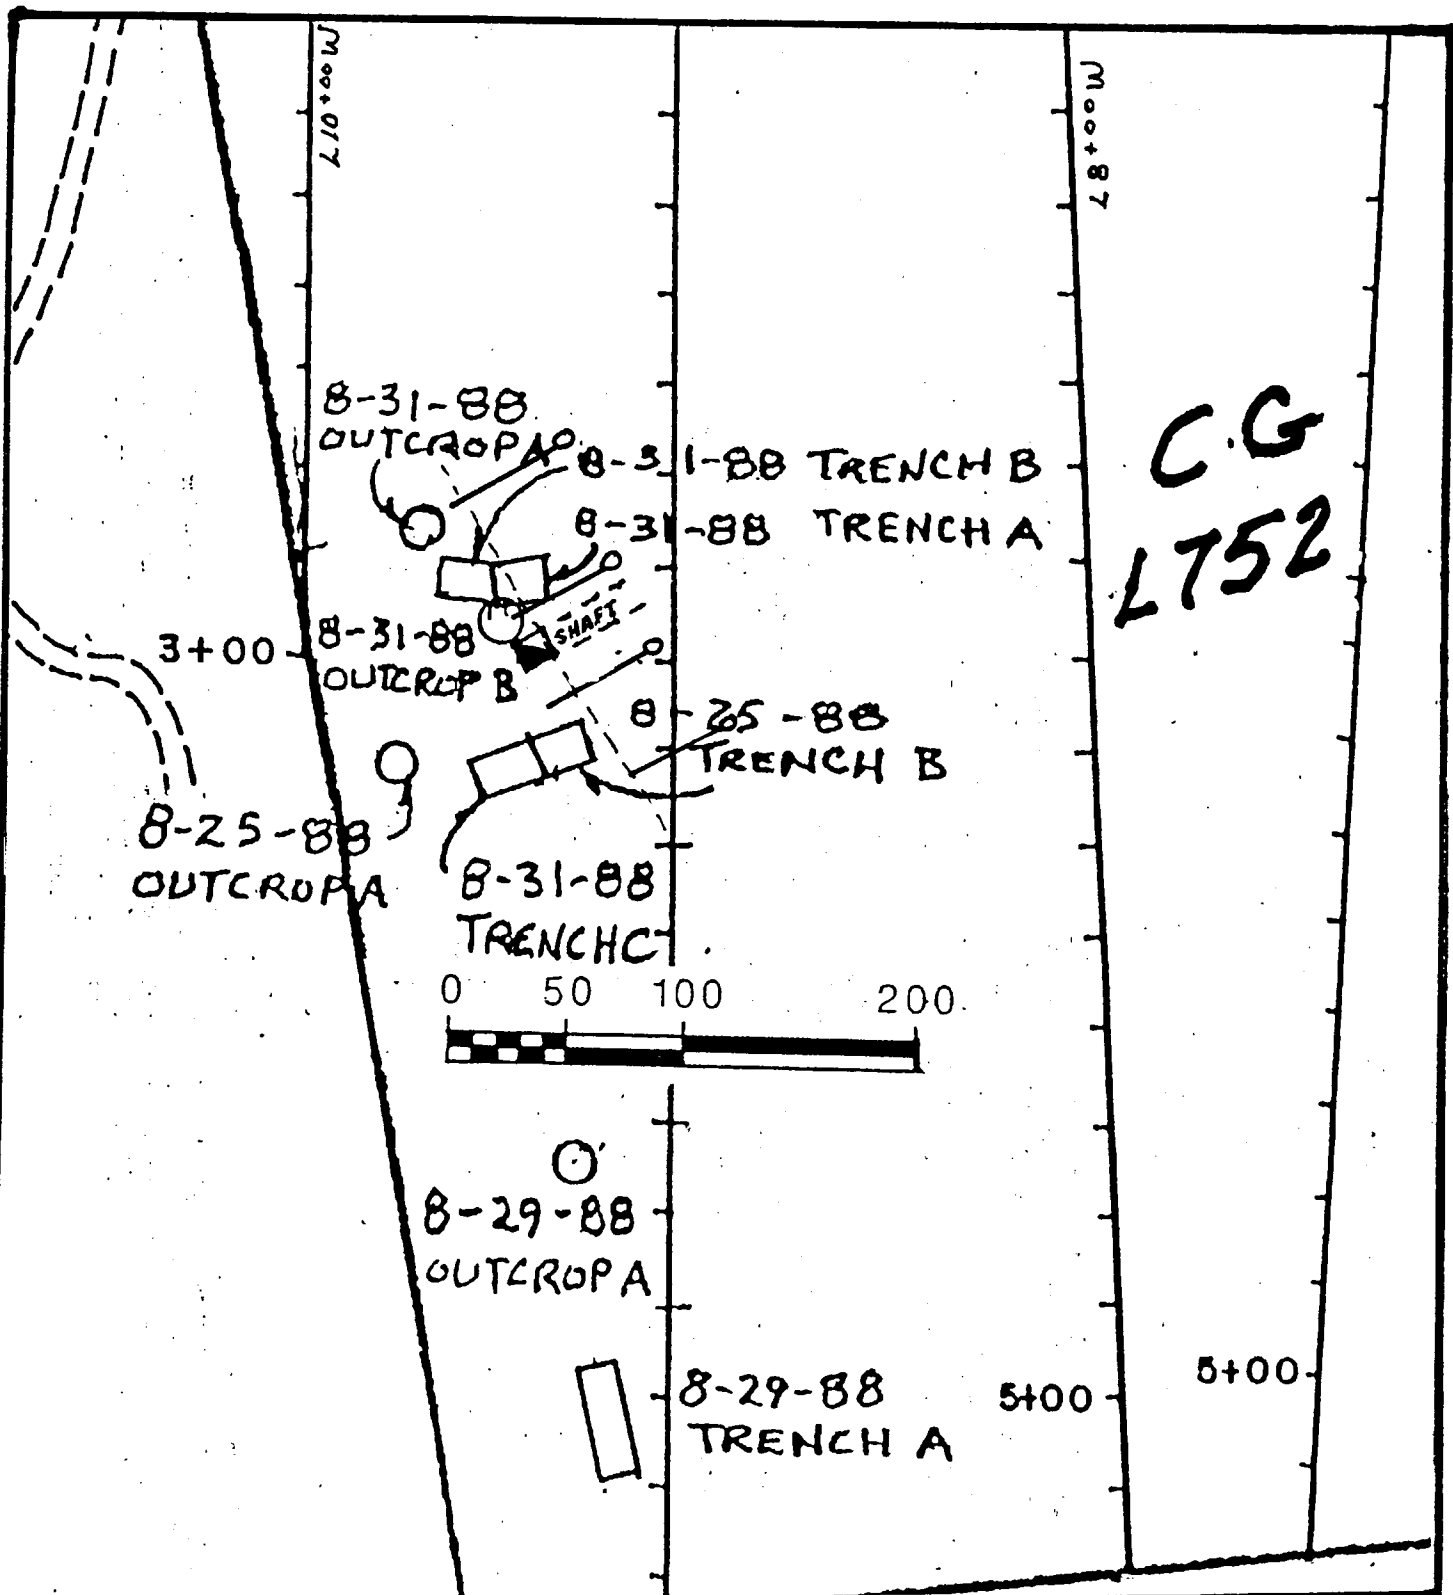 L10+00W
L8+00W
8-31-88
OUTCROP A
8-31-88 TRENCH B
8-31-88 TRENCH A
C.G
L752
SHAFT
3+00
8-31-88
OUTCROP B
8-25-88
TRENCH B
8-25-88
OUTCROP A
8-31-88
TRENCH C
0 50 100 200
8-29-88
OUTCROP A
8-29-88
TRENCH A
5+00
5+00